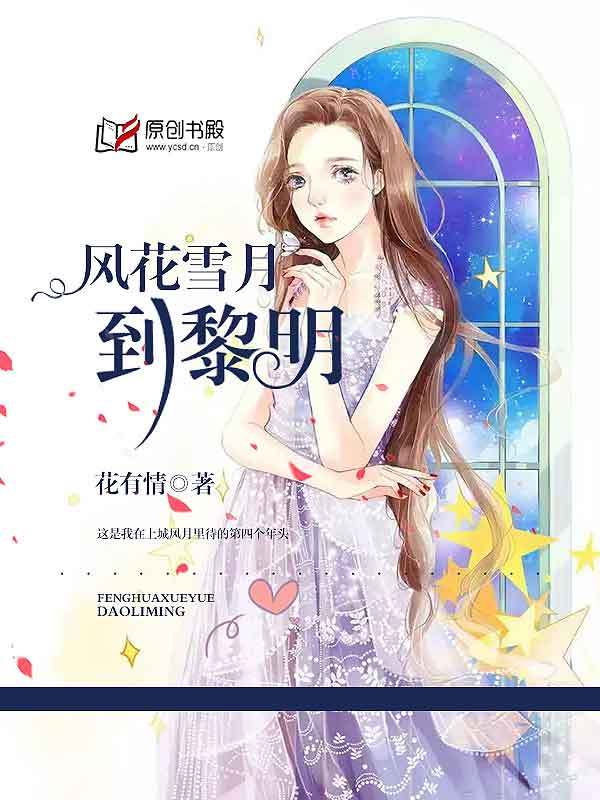 原创书殿
www.ycsd.cn·原创
风花雪月
到黎明
花有情◎著
这是我在上城风月里待的第四个年头
FENGHUAXUEYUE
DAOLIMING